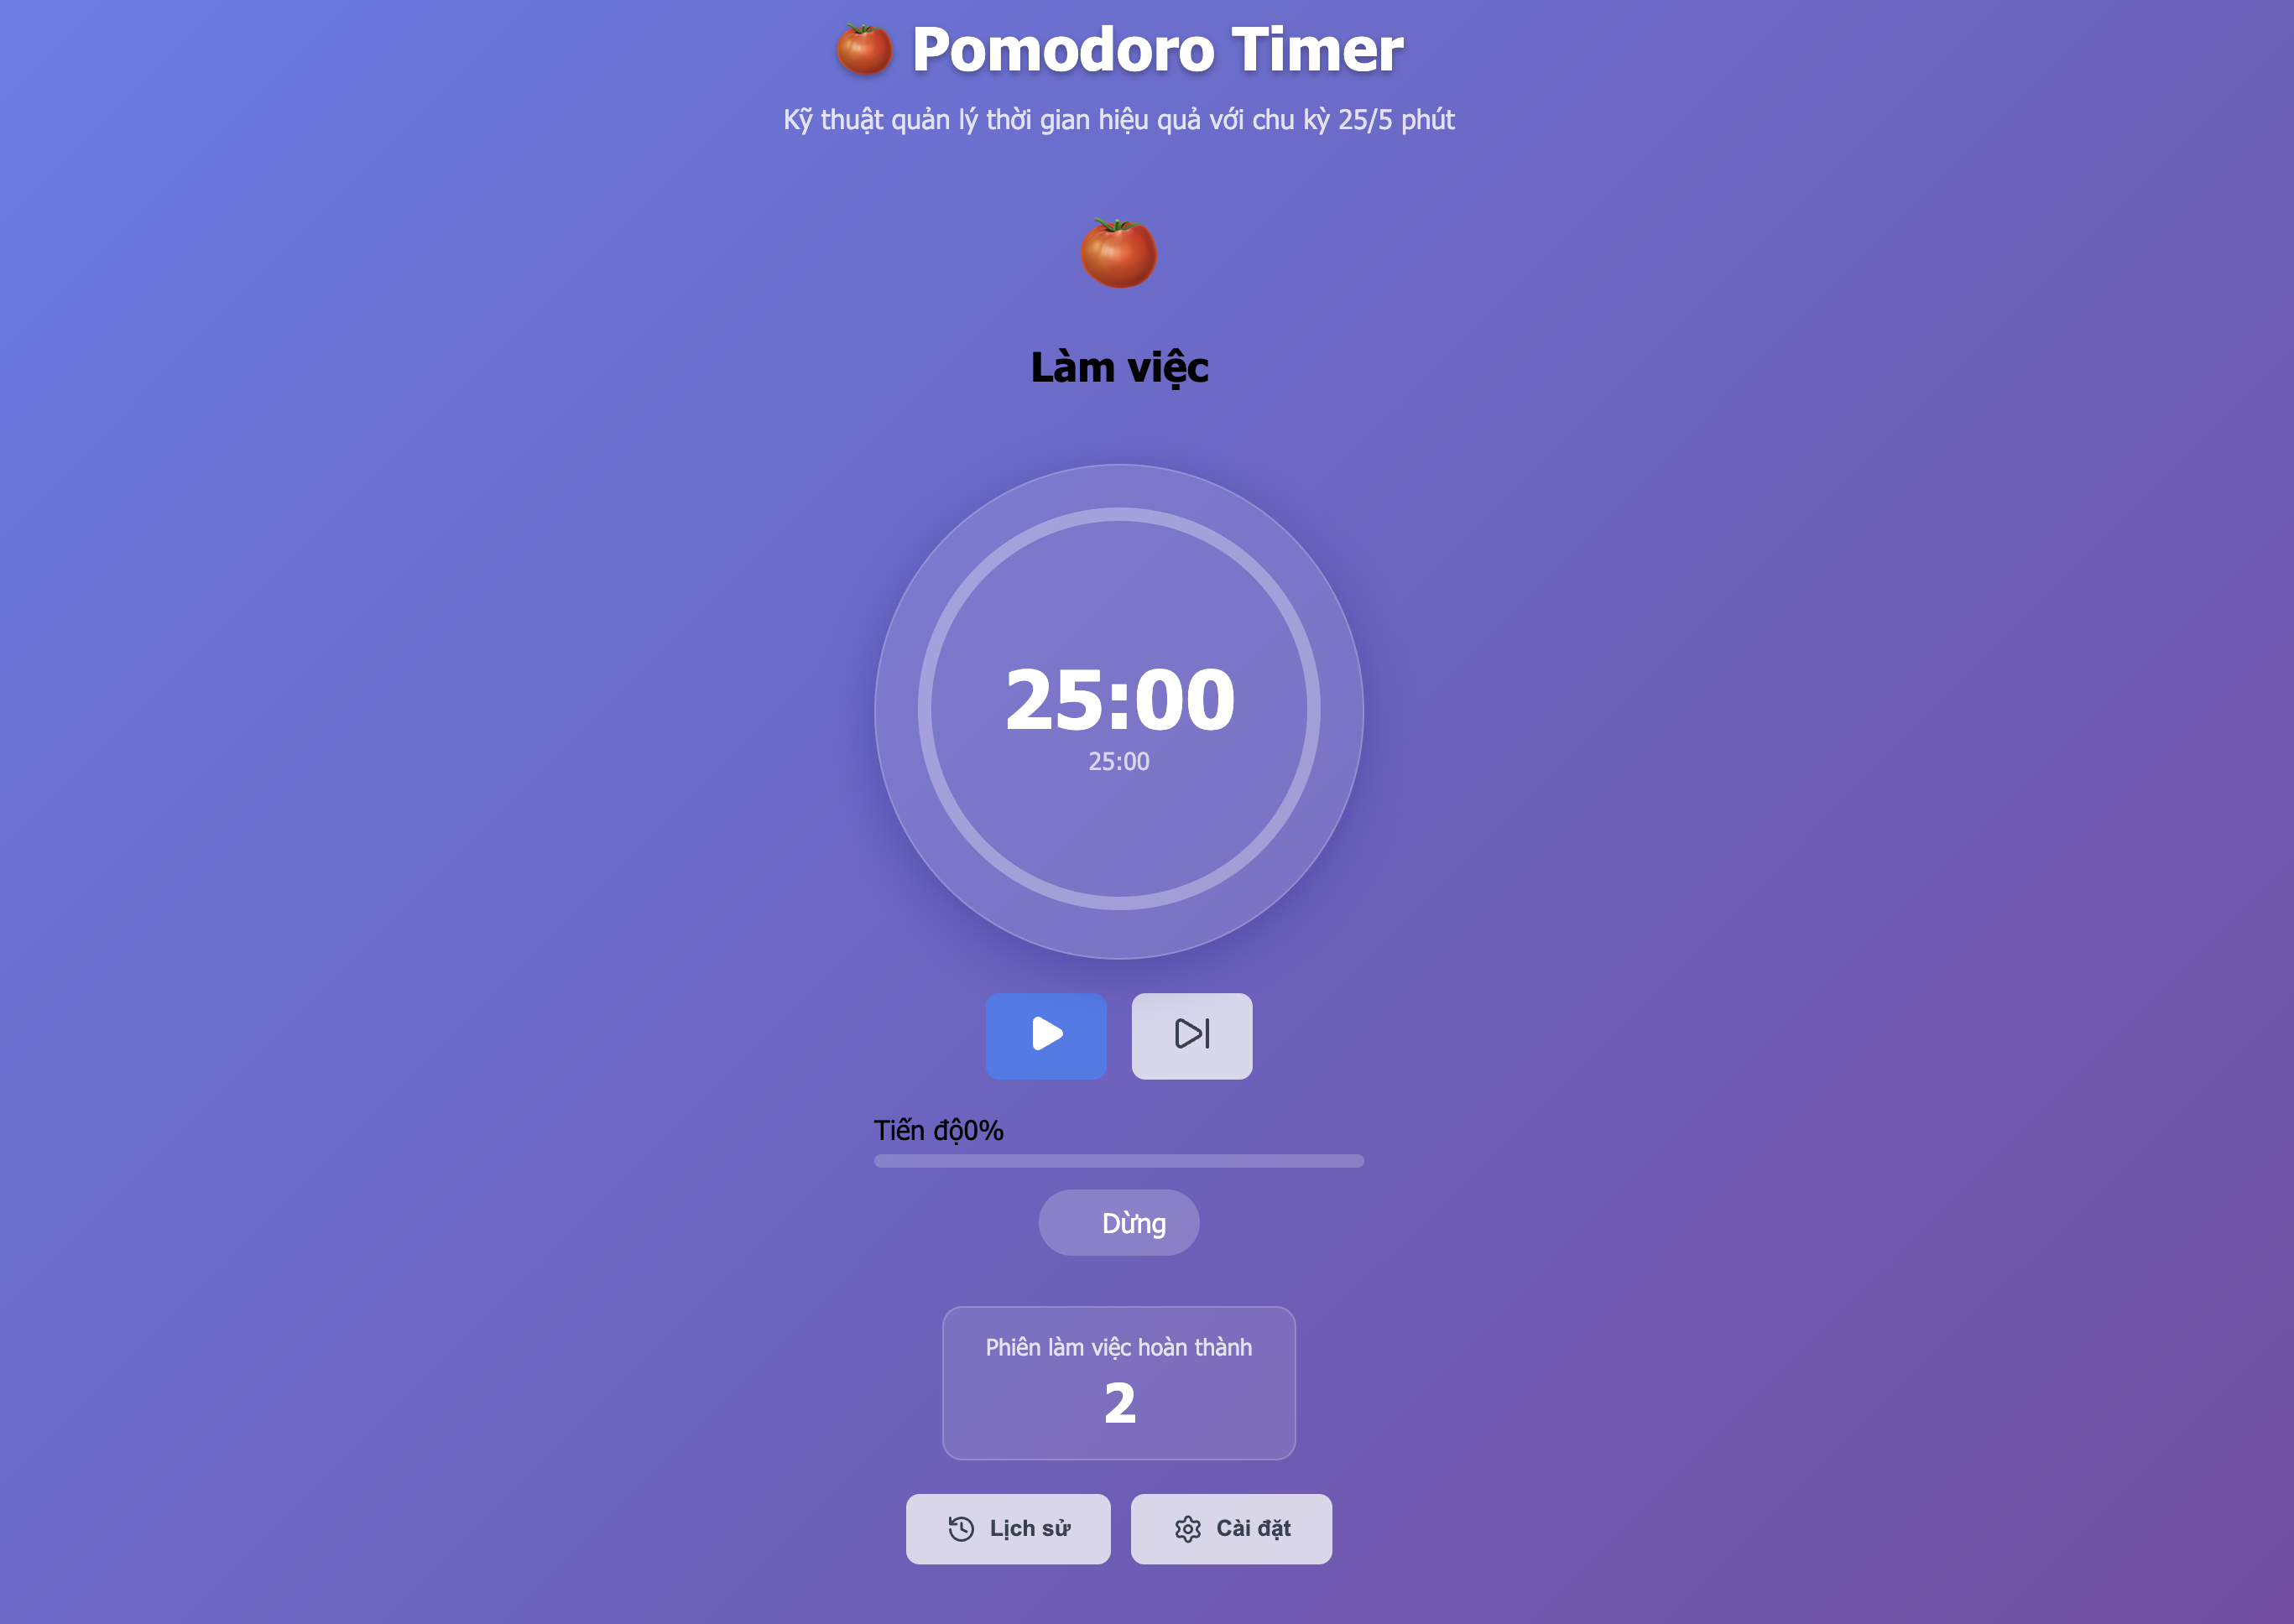 Pomodoro Timer
Kỹ thuật quản lý thời gian hiệu quả với chu kỳ 25/5 phút
Làm việc
25:00
25:00
Tiến độ0%
Dừng
Phiên làm việc hoàn thành
2
Lịch sử
Cài đặt